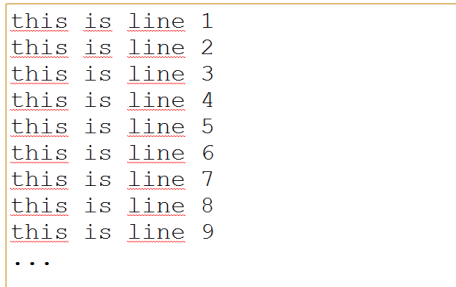 this is line 1
this is line 2
this is line 3
this is line 4
this is line 5
this is line 6
this is line 7
this is line 8
this is line 9
...